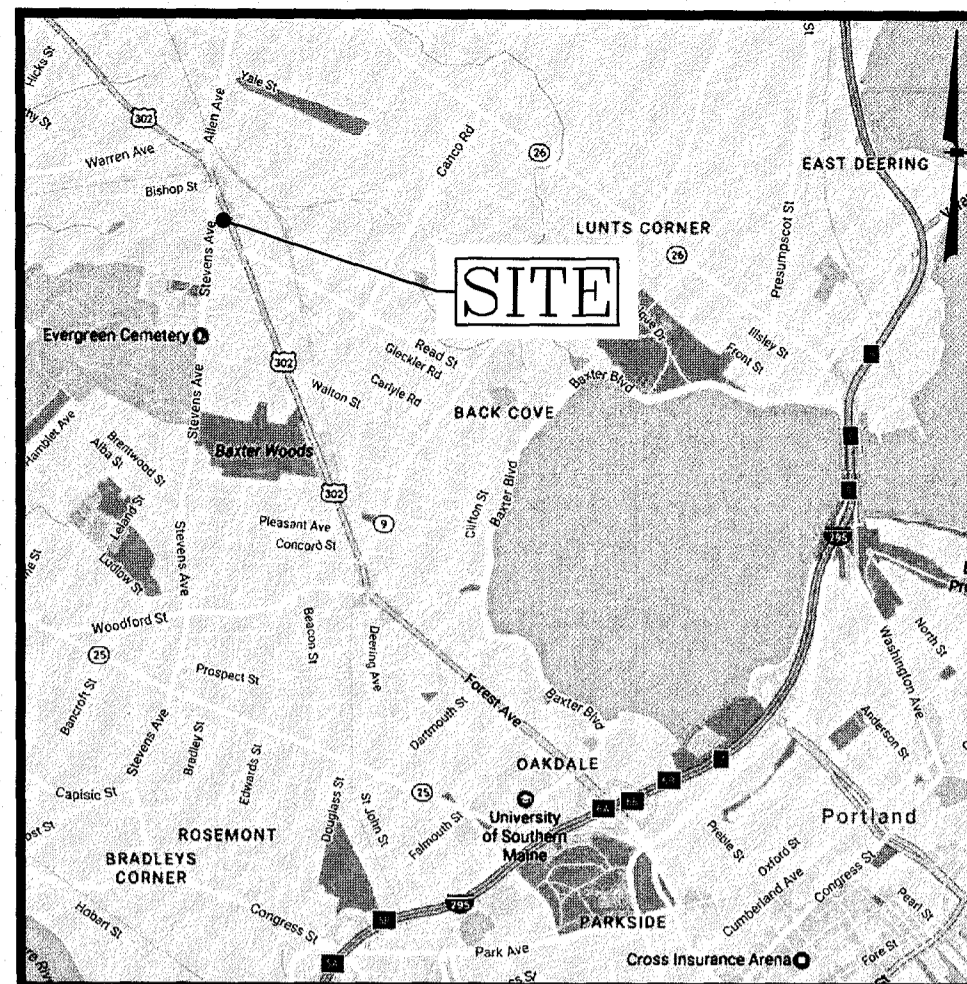 Hicks St
Yale St
Allen Ave
302
Canco Rd
Warren Ave
26
EAST DEERING
Bishop St
Presumpscot St
LUNTS CORNER
26
Stevens Ave
SITE
Evergreen Cemetery
302
Read St
Gleckler Rd
Illsley St
Front St
Baxter Blvd
Walton St
Carlyle Rd
BACK COVE
Stevens Ave
Hamblet Ave
Brentwood St
Alba St
Baxter Woods
302
Clifton St
Baxter Blvd
Leland St
Pleasant Ave
9
Concord St
Stevens Ave
295
Ludlow St
Woodford St
Beacon St
Deering Ave
North St
Washington Ave
25
Prospect St
Forest Ave
Baxter Blvd
Bancroft St
Stevens Ave
Bradley St
Edwards St
Dartmouth St
Anderson St
OAKDALE
Capisic St
Douglass St
St John St
25
Falmouth St
University
of Southern
Maine
Portland
ROSEMONT
BRADLEYS
CORNER
Preble St
Oxford St
Cumberland Ave
Congress St
Pearl St
Hobart St
Congress St
295
PARKSIDE
Park Ave
Cross Insurance Arena
Fore St